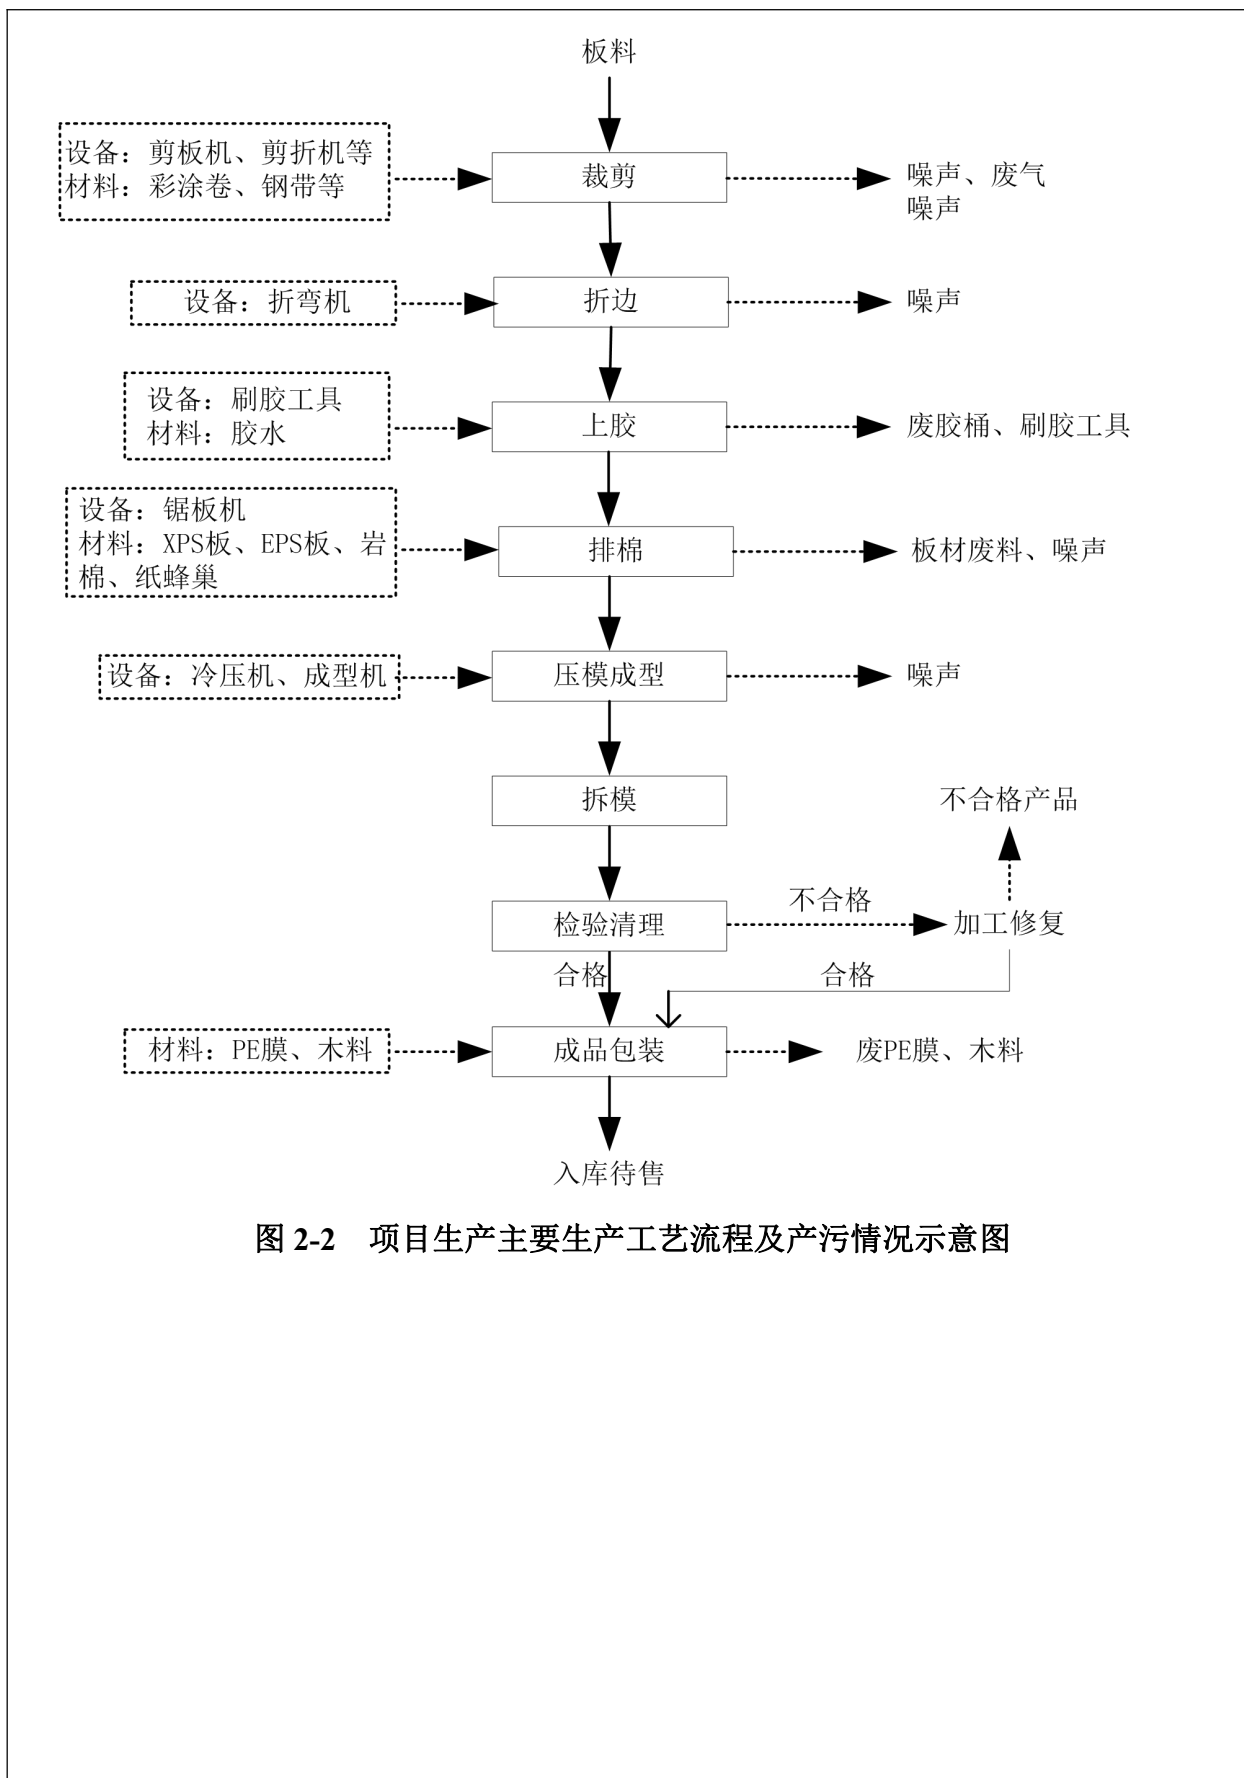 板料
设备：剪板机、剪折机等
材料：彩涂卷、钢带等
裁剪
噪声、废气
噪声
设备：折弯机
折边
噪声
设备：刷胶工具
材料：胶水
上胶
废胶桶、刷胶工具
设备：锯板机
材料：XPS板、EPS板、岩
棉、纸蜂巢
排棉
板材废料、噪声
设备：冷压机、成型机
压模成型
噪声
拆模
不合格产品
检验清理
不合格
加工修复
合格
合格
材料：PE膜、木料
成品包装
废PE膜、木料
入库待售
图 2-2 项目生产主要生产工艺流程及产污情况示意图